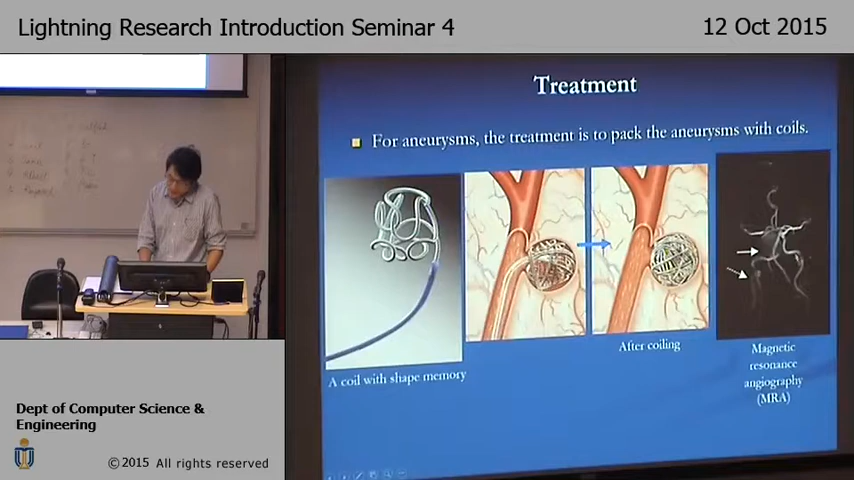 Lightning Research Introduction Seminar 4
12 Oct 2015
Treatment
For aneurysms, the treatment is to pack the aneurysms with coils.
A coil with shape memory
After coiling
Magnetic
resonance
angiography
(MRA)
Dept of Computer Science &
Engineering
©2015 All rights reserved